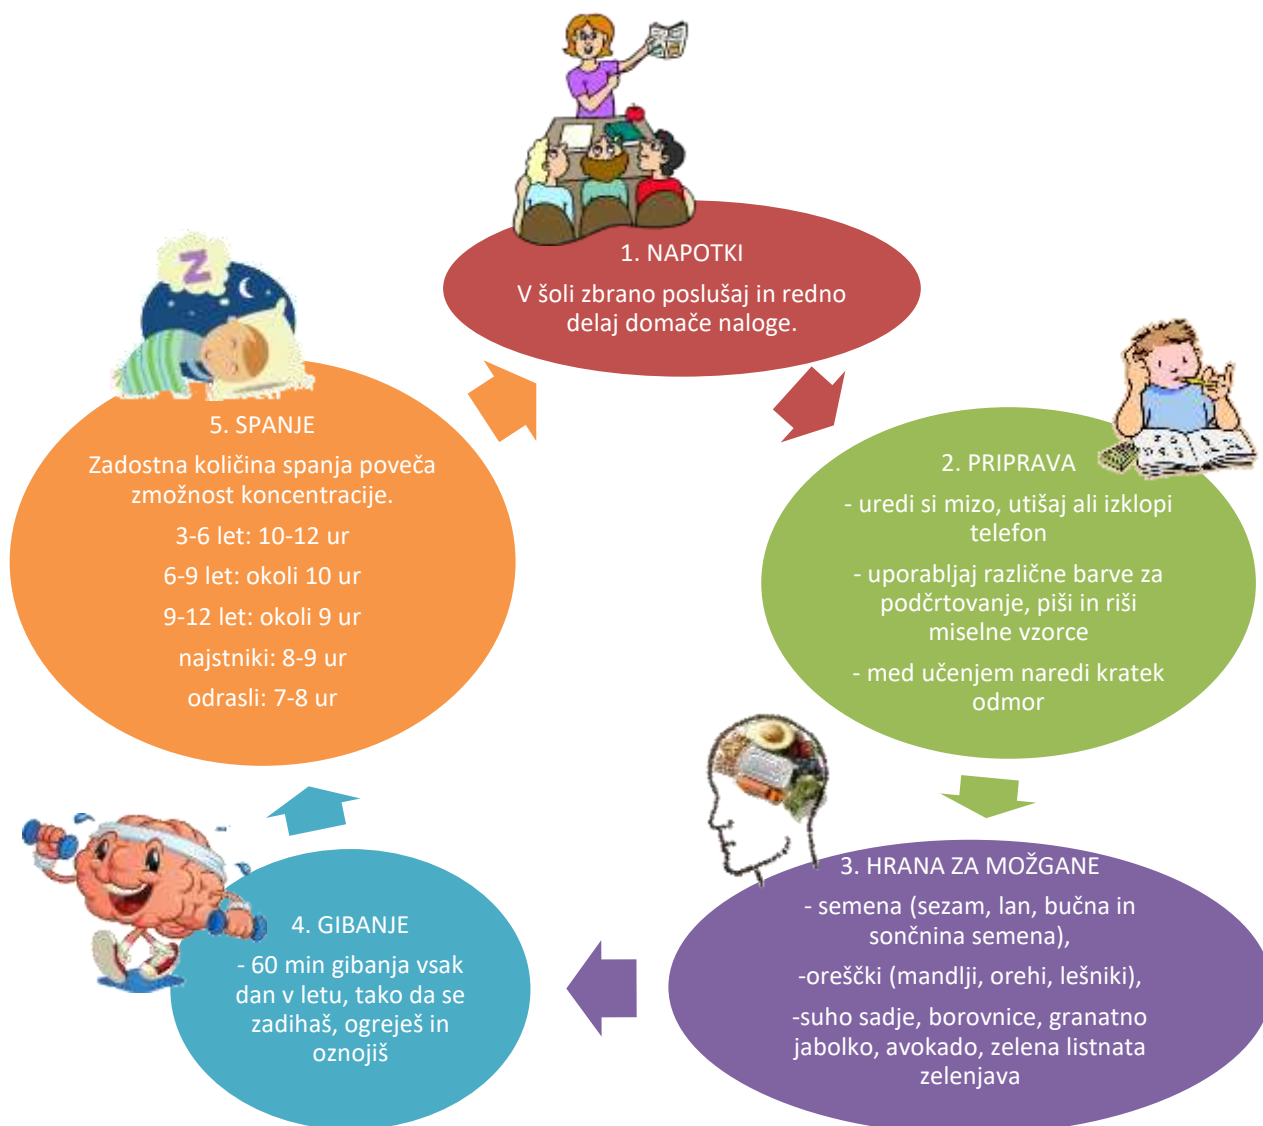 1. NAPOTKI
V šoli zbrano poslušaj in redno
delaj domače naloge.
2. PRIPRAVA
- uredi si mizo, utišaj ali izklopi
telefon
- uporabljaj različne barve za
podčrtovanje, piši in riši
miselne vzorce
- med učenjem naredi kratek
odmor
3. HRANA ZA MOŽGANE
- semena (sezam, lan, bučna in
sončnina semena),
-oreščki (mandlji, orehi, lešniki),
-suho sadje, borovnice, granatno
jabolko, avokado, zelena listnata
zelenjava
4. GIBANJE
- 60 min gibanja vsak
dan v letu, tako da se
zadihaš, ogreješ in
oznojiš
5. SPANJE
Zadostna količina spanja poveča
zmožnost koncentracije.
3-6 let: 10-12 ur
6-9 let: okoli 10 ur
9-12 let: okoli 9 ur
najstniki: 8-9 ur
odrasli: 7-8 ur
Z